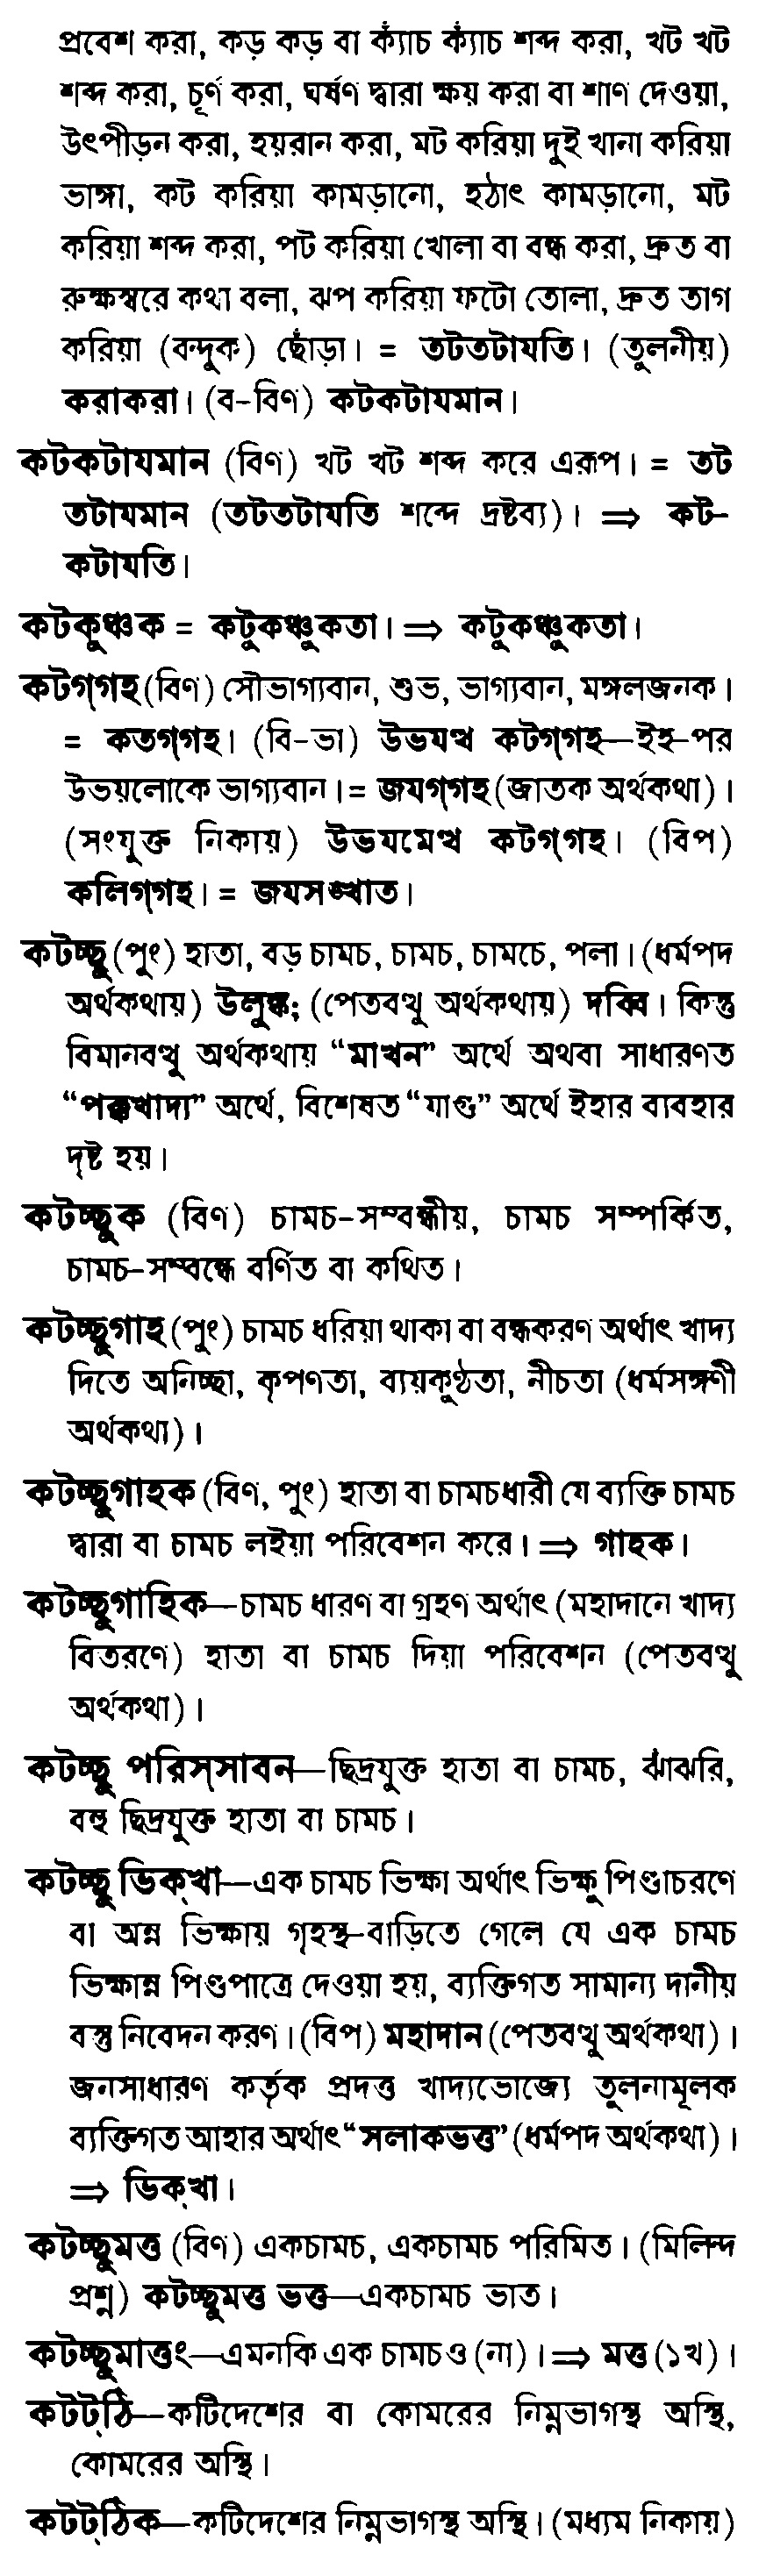 প্রবেশ করা, কড় কড় বা ক্যাঁচ ক্যাঁচ শব্দ করা, খট খট
শব্দ করা, চূর্ণ করা, ঘর্ষণ দ্বারা ক্ষয় করা বা শাণ দেওয়া,
উৎপীড়ন করা, হয়রান করা, মট করিয়া দুই খানা করিয়া
ভাঙ্গা, কট করিয়া কামড়ানো, হঠাৎ কামড়ানো, মট
করিয়া শব্দ করা, পট করিয়া খোলা বা বন্ধ করা, দ্রুত বা
রুক্ষস্বরে কথা বলা, ঝপ করিয়া ফটো তোলা, দ্রুত তাগ
করিয়া (বন্দুক) ছোঁড়া। = তটতটাযতি। (তুলনীয়)
করাকরা। (ব-বিণ) কটকটাযমান।
কটকটাযমান (বিণ) খট খট শব্দ করে এরূপ। = তট
তটাযমান (তটতটাযতি শব্দে দ্রষ্টব্য)। ⇒ কট-
কটাযতি।
কটকুঞ্চক = কটুকঞ্চুকতা। ⇒ কটুকঞ্চুকতা।
কটগ্গহ (বিণ) সৌভাগ্যবান, শুভ, ভাগ্যবান, মঙ্গলজনক।
= কতগ্গহ। (বি-ভা) উভযত্থ কটগ্গহ—ইহ-পর
উভয়লোকে ভাগ্যবান। = জযগ্গহ (জাতক অর্থকথা)।
(সংযুক্ত নিকায়) উভযমেত্থ কটগ্গহ। (বিপ)
কলিগ্গহ। = জযসঙ্খাত।
কটচ্ছু (পুং) হাতা, বড় চামচ, চামচ, চামচে, পলা। (ধর্মপদ
অর্থকথায়) উলুঙ্ক; (পেতবত্থু অর্থকথায়) দব্বি। কিন্তু
বিমানবত্থু অর্থকথায় “মাখন” অর্থে অথবা সাধারণত
“পক্কখাদ্য” অর্থে, বিশেষত “যাগু” অর্থে ইহার ব্যবহার
দৃষ্ট হয়।
কটচ্ছুক (বিণ) চামচ-সম্বন্ধীয়, চামচ সম্পর্কিত,
চামচ-সম্বন্ধে বর্ণিত বা কথিত।
কটচ্ছুগাহ (পুং) চামচ ধরিয়া থাকা বা বন্ধকরণ অর্থাৎ খাদ্য
দিতে অনিচ্ছা, কৃপণতা, ব্যয়কুণ্ঠতা, নীচতা (ধর্মসঙ্গণী
অর্থকথা)।
কটচ্ছুগাহক (বিণ, পুং) হাতা বা চামচধারী যে ব্যক্তি চামচ
দ্বারা বা চামচ লইয়া পরিবেশন করে। ⇒ গাহক।
কটচ্ছুগাহিক—চামচ ধারণ বা গ্রহণ অর্থাৎ (মহাদানে খাদ্য
বিতরণে) হাতা বা চামচ দিয়া পরিবেশন (পেতবত্থু
অর্থকথা)।
কটচ্ছু পরিস্সাবন—ছিদ্রযুক্ত হাতা বা চামচ, ঝাঁঝরি,
বহু ছিদ্রযুক্ত হাতা বা চামচ।
কটচ্ছু ভিক্খা—এক চামচ ভিক্ষা অর্থাৎ ভিক্ষু পিণ্ডাচরণে
বা অন্ন ভিক্ষায় গৃহস্থ-বাড়িতে গেলে যে এক চামচ
ভিক্ষান্ন পিণ্ডপাত্রে দেওয়া হয়, ব্যক্তিগত সামান্য দানীয়
বস্তু নিবেদন করণ। (বিপ) মহাদান (পেতবত্থু অর্থকথা)।
জনসাধারণ কর্তৃক প্রদত্ত খাদ্যভোজ্যে তুলনামূলক
ব্যক্তিগত আহার অর্থাৎ “সলাকভত্ত” (ধর্মপদ অর্থকথা)।
⇒ ভিক্খা।
কটচ্ছুমত্ত (বিণ) একচামচ, একচামচ পরিমিত। (মিলিন্দ
প্রশ্ন) কটচ্ছুমত্ত ভত্ত—একচামচ ভাত।
কটচ্ছুমাত্তং—এমনকি এক চামচও (না)। ⇒ মত্ত (১খ)।
কটট্ঠি—কটিদেশের বা কোমরের নিম্নভাগস্থ অস্থি,
কোমরের অস্থি।
কটট্ঠিক—কটিদেশের নিম্নভাগস্থ অস্থি। (মধ্যম নিকায়)